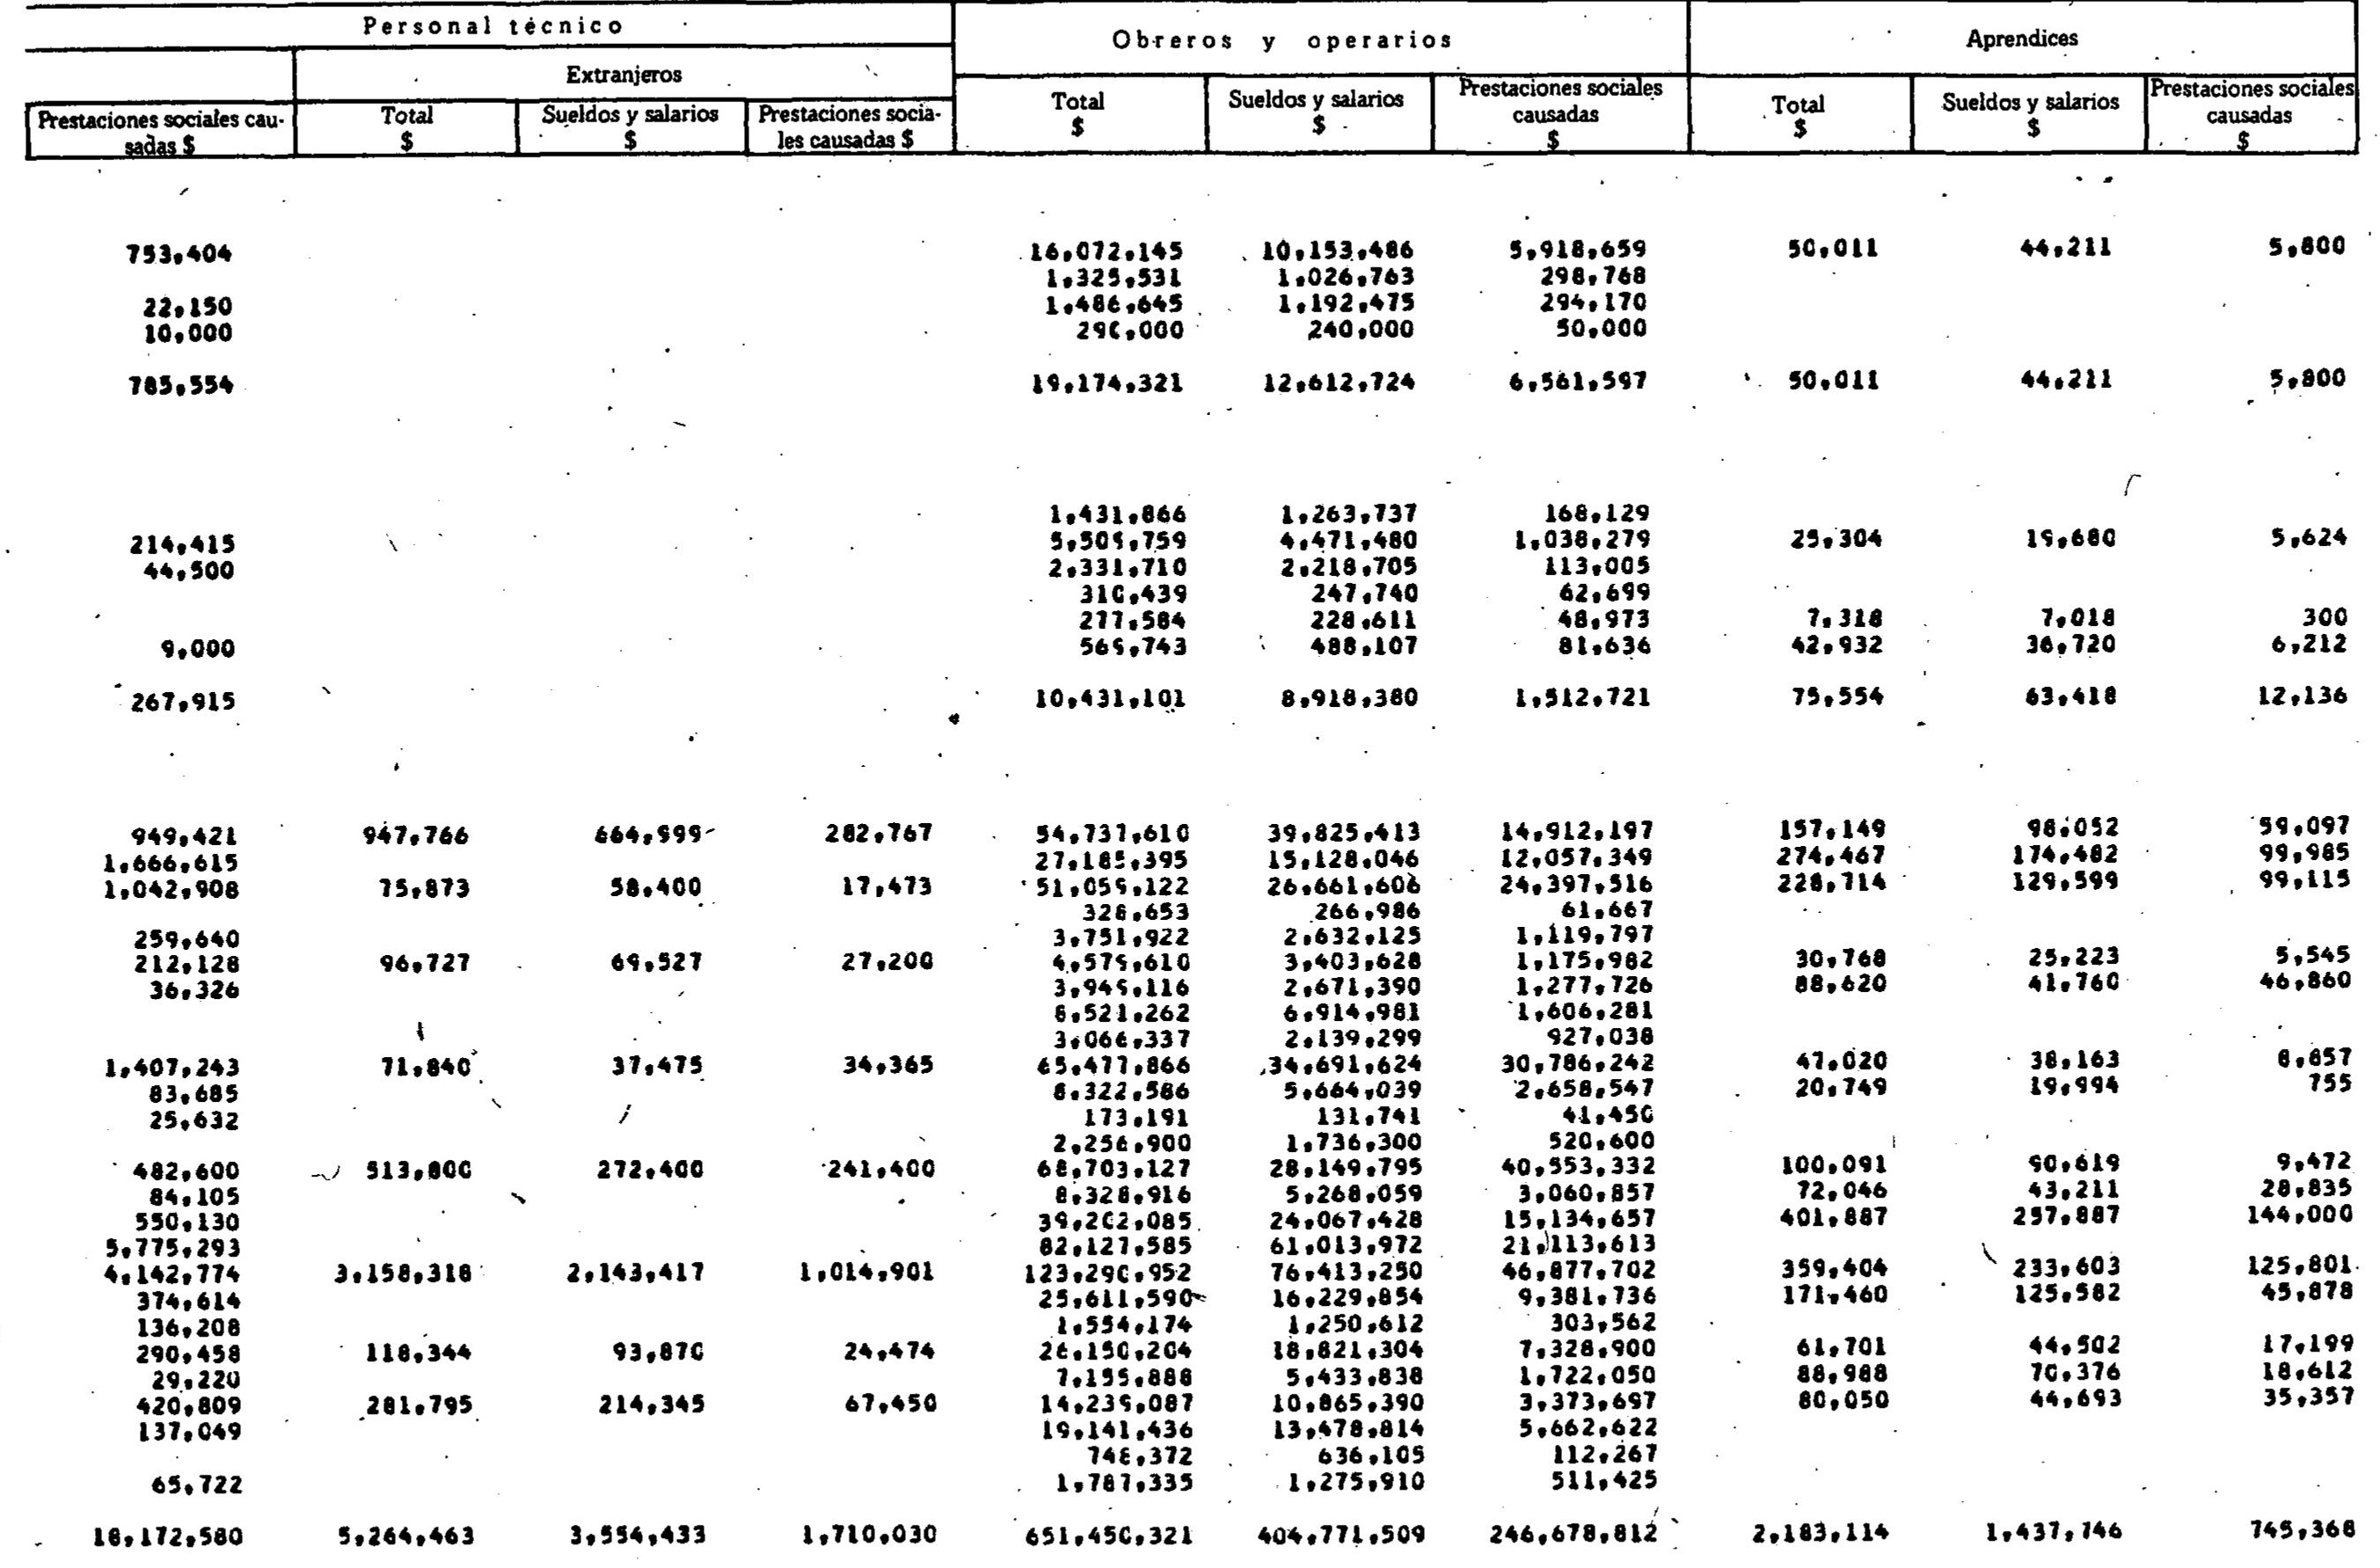 Personal técnico Obreros y operarios Aprendices
Extranjeros
Prestaciones sociales cau- Total Sueldos y salarios Prestaciones socia- Total Sueldos y salarios Prestaciones sociales Total Sueldos y salarios Prestaciones sociales
sadas $ $ $ les causadas $ $ $ causadas $ $ causadas
$ $
753,404 16,072,145 10,153,486 5,918,659 50,011 44,211 5,800
1,325,531 1,026,763 298,768
22,150 1,486,645 1,192,475 294,170
10,000 290,000 240,000 50,000
785,554 19,174,321 12,612,724 6,561,597 50,011 44,211 5,800
1,431,866 1,263,737 168,129
214,415 5,509,759 4,471,480 1,038,279 25,304 19,680 5,624
44,500 2,331,710 2,218,705 113,005
310,439 247,740 62,699
277,584 228,611 48,973 7,318 7,018 300
9,000 569,743 488,107 81,636 42,932 36,720 6,212
267,915 10,431,101 8,918,380 1,512,721 75,554 63,418 12,136
949,421 947,766 664,999 282,767 54,737,610 39,825,413 14,912,197 157,149 98,052 59,097
1,666,615 27,185,395 15,128,046 12,057,349 274,467 174,482 99,985
1,042,908 75,873 58,400 17,473 51,059,122 26,661,606 24,397,516 228,714 129,599 99,115
328,653 266,986 61,667
259,640 3,751,922 2,632,125 1,119,797
212,128 96,727 69,527 27,200 4,579,610 3,403,628 1,175,982 30,768 25,223 5,545
36,326 3,949,116 2,671,390 1,277,726 88,620 41,760 46,860
8,521,262 6,914,981 1,606,281
3,066,337 2,139,299 927,038
1,407,243 71,840 37,475 34,365 65,477,866 34,691,624 30,786,242 47,020 38,163 8,857
83,685 8,322,586 5,664,039 2,658,547 20,749 19,994 755
25,632 173,191 131,741 41,450
2,256,900 1,736,300 520,600
482,600 513,800 272,400 241,400 68,703,127 28,149,795 40,553,332 100,091 90,619 9,472
84,105 8,328,916 5,268,059 3,060,857 72,046 43,211 28,835
550,130 39,202,085 24,067,428 15,134,657 401,887 257,887 144,000
5,775,293 82,127,585 61,013,972 21,113,613
4,142,774 3,158,318 2,143,417 1,014,901 123,290,952 76,413,250 46,877,702 359,404 233,603 125,801
374,614 25,611,590 16,229,854 9,381,736 171,460 125,582 45,878
136,208 1,554,174 1,250,612 303,562
290,458 118,344 93,870 24,474 26,150,204 18,821,304 7,328,900 61,701 44,502 17,199
29,220 7,155,888 5,433,838 1,722,050 88,988 70,376 18,612
420,809 281,795 214,345 67,450 14,239,087 10,865,390 3,373,697 80,050 44,693 35,357
137,049 19,141,436 13,478,814 5,662,622
748,372 636,105 112,267
65,722 1,787,335 1,275,910 511,425
18,172,580 5,264,463 3,554,433 1,710,030 651,450,321 404,771,509 246,678,812 2,183,114 1,437,746 745,368